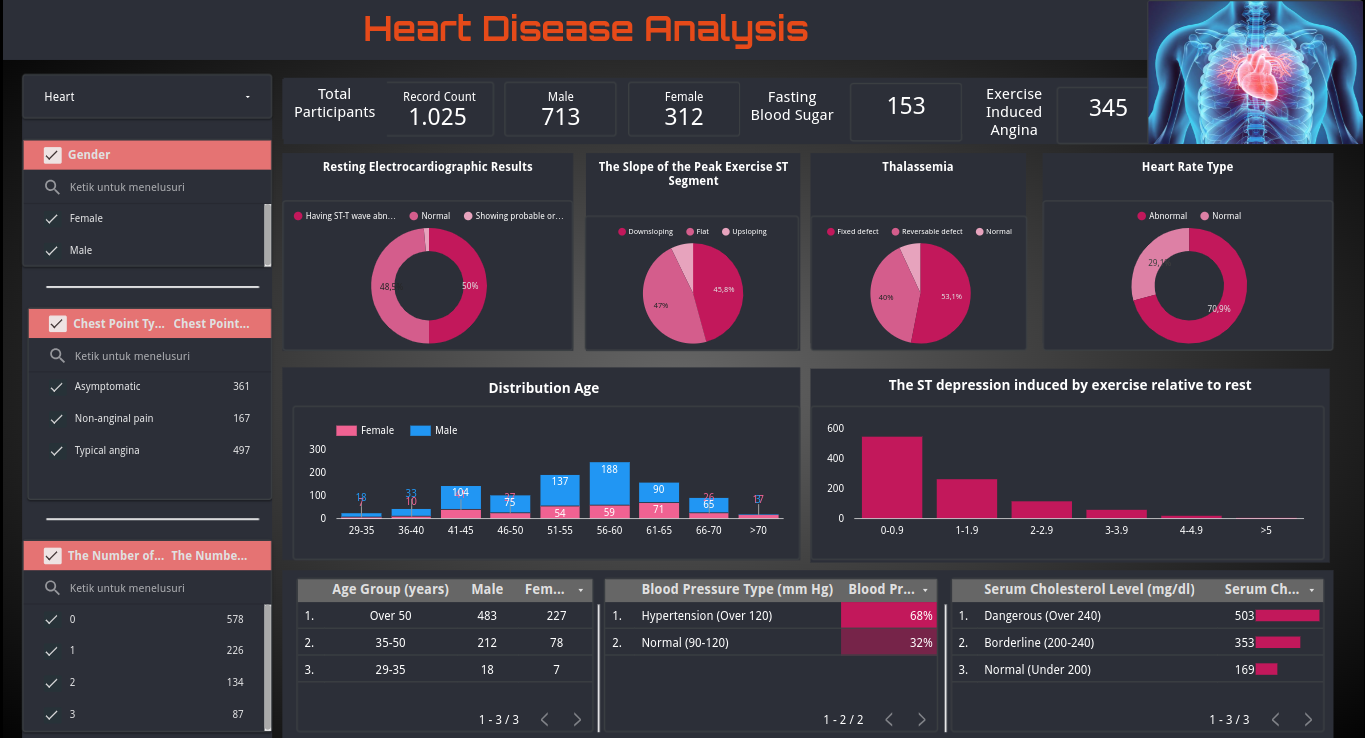 Heart Disease Analysis
Heart
Total
Participants
Record Count
1.025
Male
713
Female
312
Fasting
Blood Sugar
153
Exercise
Induced
Angina
345
Gender
Ketik untuk menelusuri
Female
Male
Chest Point Ty... Chest Point...
Ketik untuk menelusuri
Asymptomatic 361
Non-anginal pain 167
Typical angina 497
The Number of... The Numbe...
Ketik untuk menelusuri
0 578
1 226
2 134
3 87
Resting Electrocardiographic Results
Having ST-T wave abn... Normal Showing probable or...
50%
The Slope of the Peak Exercise ST
Segment
Downsloping Flat Upsloping
47% 45,8%
Thalassemia
Fixed defect Reversable defect Normal
40% 53,1%
Heart Rate Type
Abnormal Normal
70,9%
Distribution Age
Female Male
300
200
100
0
18
7
33
10
104
75
137
54
188
59
90
71
26
65
17
29-35 36-40 41-45 46-50 51-55 56-60 61-65 66-70 >70
The ST depression induced by exercise relative to rest
600
400
200
0
0-0.9 1-1.9 2-2.9 3-3.9 4-4.9 >5
Age Group (years) Male Fem...
1. Over 50 483 227
2. 35-50 212 78
3. 29-35 18 7
1 - 3 / 3
Blood Pressure Type (mm Hg) Blood Pr...
1. Hypertension (Over 120) 68%
2. Normal (90-120) 32%
1 - 2 / 2
Serum Cholesterol Level (mg/dl) Serum Ch...
1. Dangerous (Over 240) 503
2. Borderline (200-240) 353
3. Normal (Under 200) 169
1 - 3 / 3